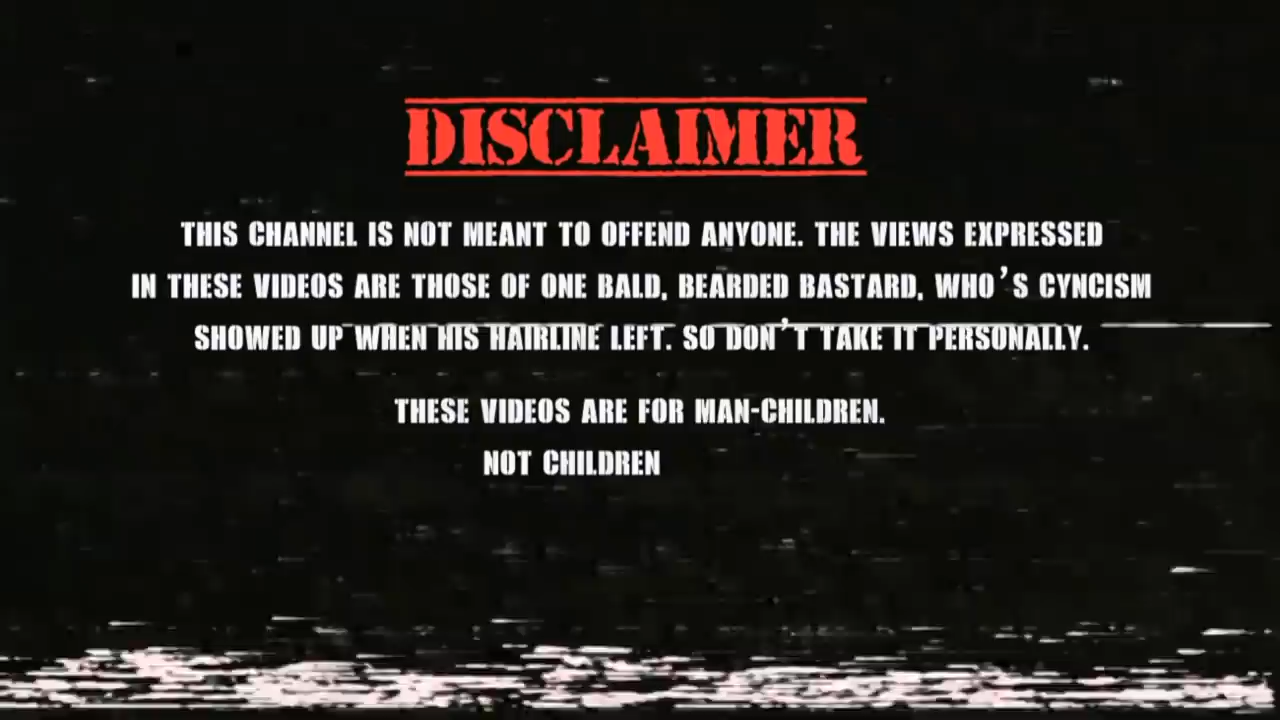 DISCLAIMER
THIS CHANNEL IS NOT MEANT TO OFFEND ANYONE. THE VIEWS EXPRESSED
IN THESE VIDEOS ARE THOSE OF ONE BALD, BEARDED BASTARD, WHO'S CYNCISM
SHOWED UP WHEN HIS HAIRLINE LEFT. SO DON'T TAKE IT PERSONALLY.
THESE VIDEOS ARE FOR MAN-CHILDREN.
NOT CHILDREN